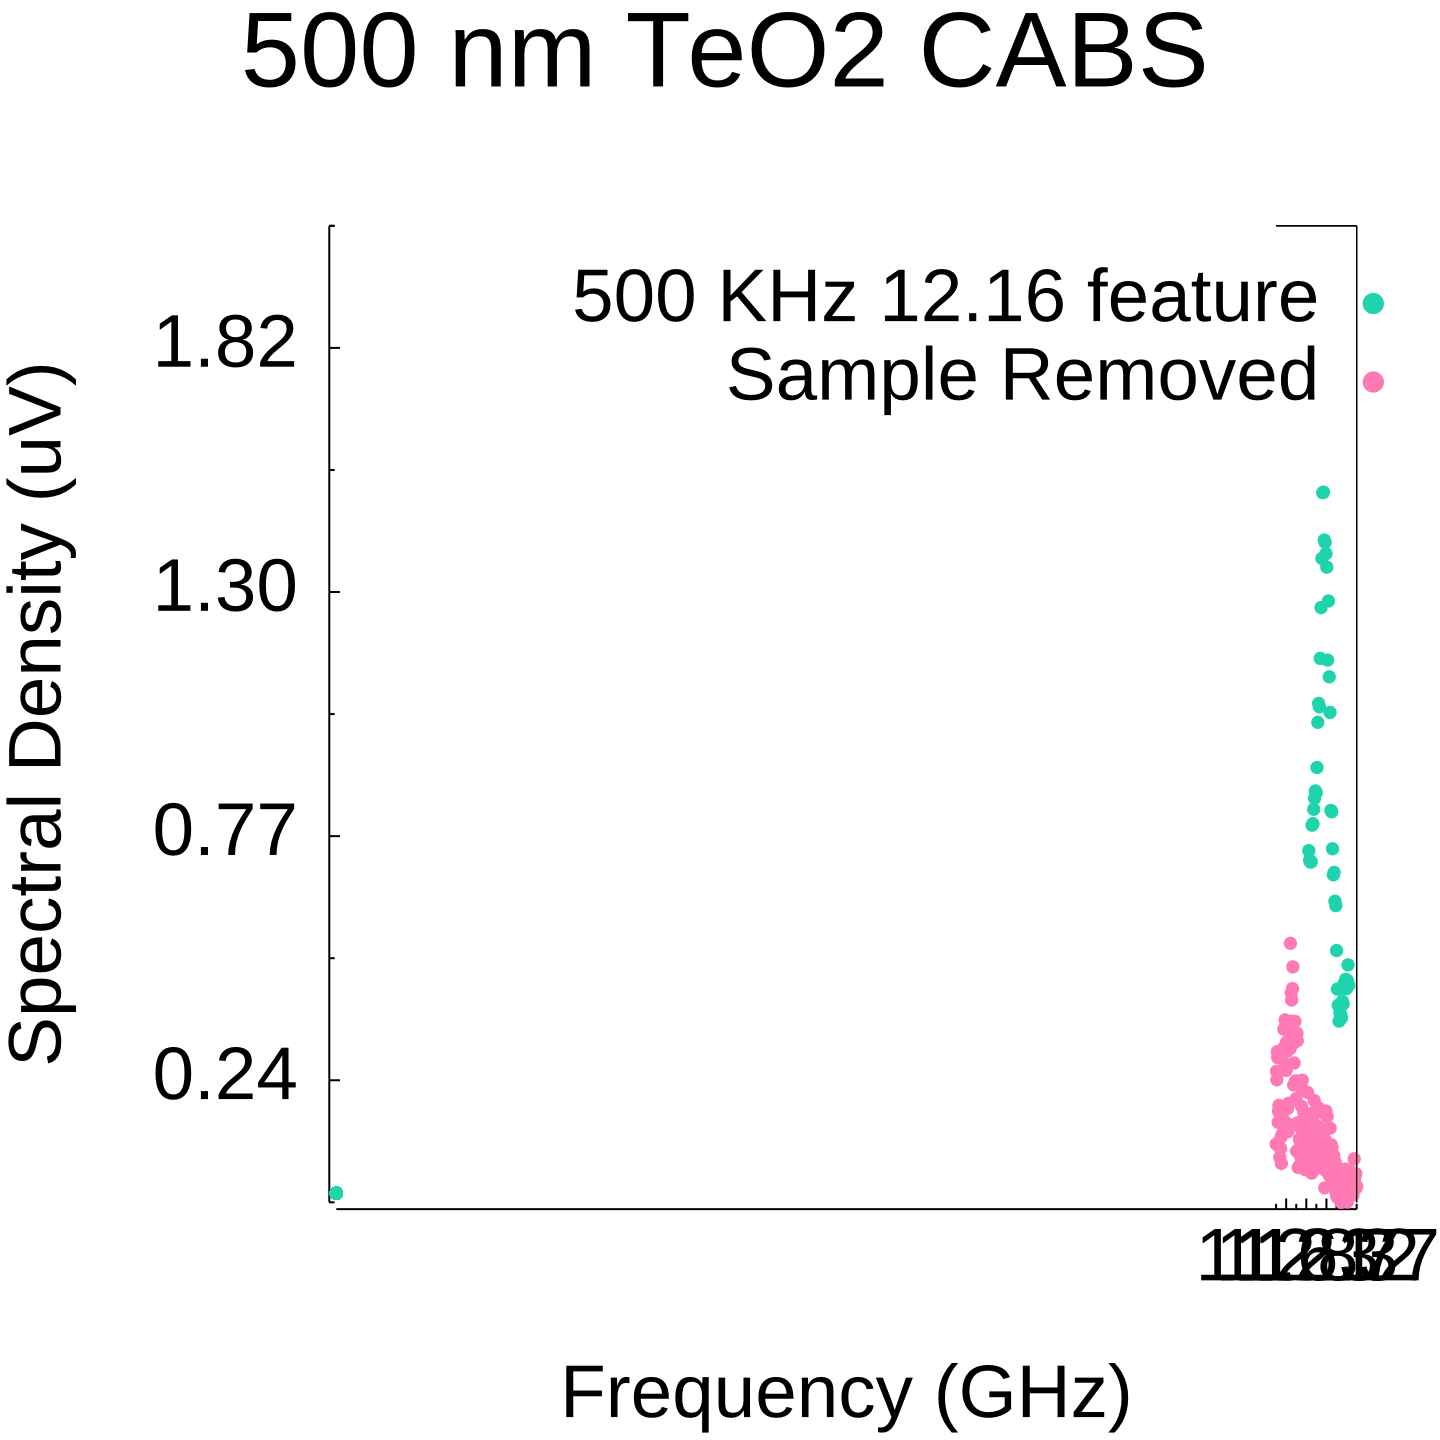 500 nm TeO2 CABS
500 KHz 12.16 feature
Sample Removed
1.82
1.30
0.77
0.24
Spectral Density (uV)
Frequency (GHz)